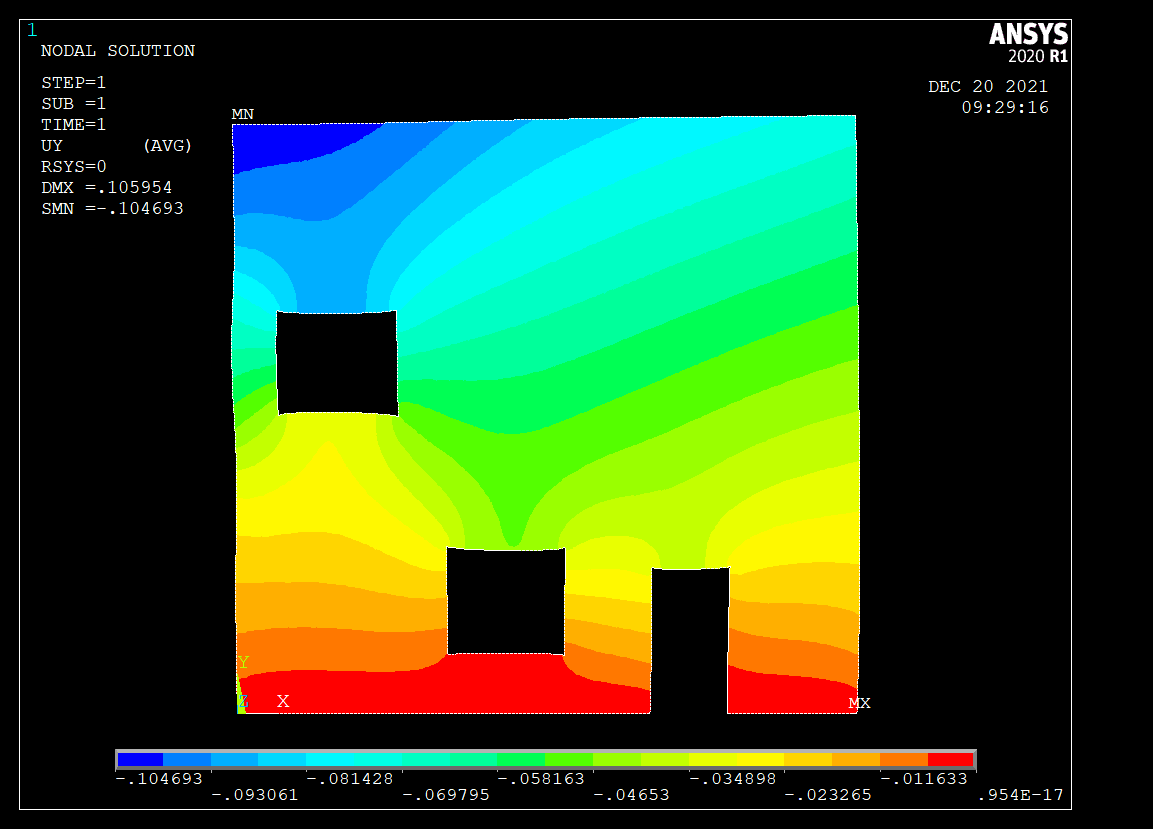 1
ANSYS
2020 R1
NODAL SOLUTION
STEP=1
SUB =1
TIME=1
UY (AVG)
RSYS=0
DMX =.105954
SMN =-.104693
DEC 20 2021
09:29:16
MN
Y
Z X
MX
-.104693 -.081428 -.058163 -.034898 -.011633
-.093061 -.069795 -.04653 -.023265 .954E-17